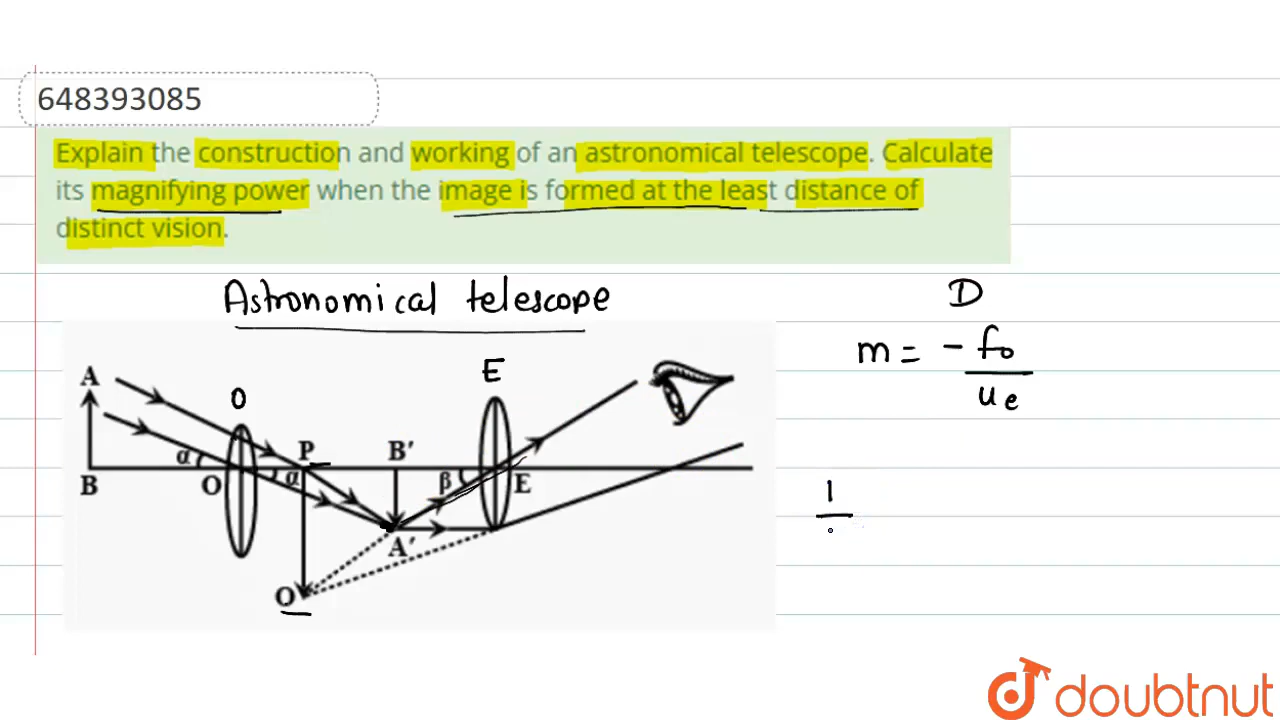 648393085
Explain the construction and working of an astronomical telescope. Calculate
its magnifying power when the image is formed at the least distance of
distinct vision.
Astronomical telescope
D
m = - fo
ue
E
A
O
P
B′
α
α
β
B
O
E
A′
Q
1
doubtnut